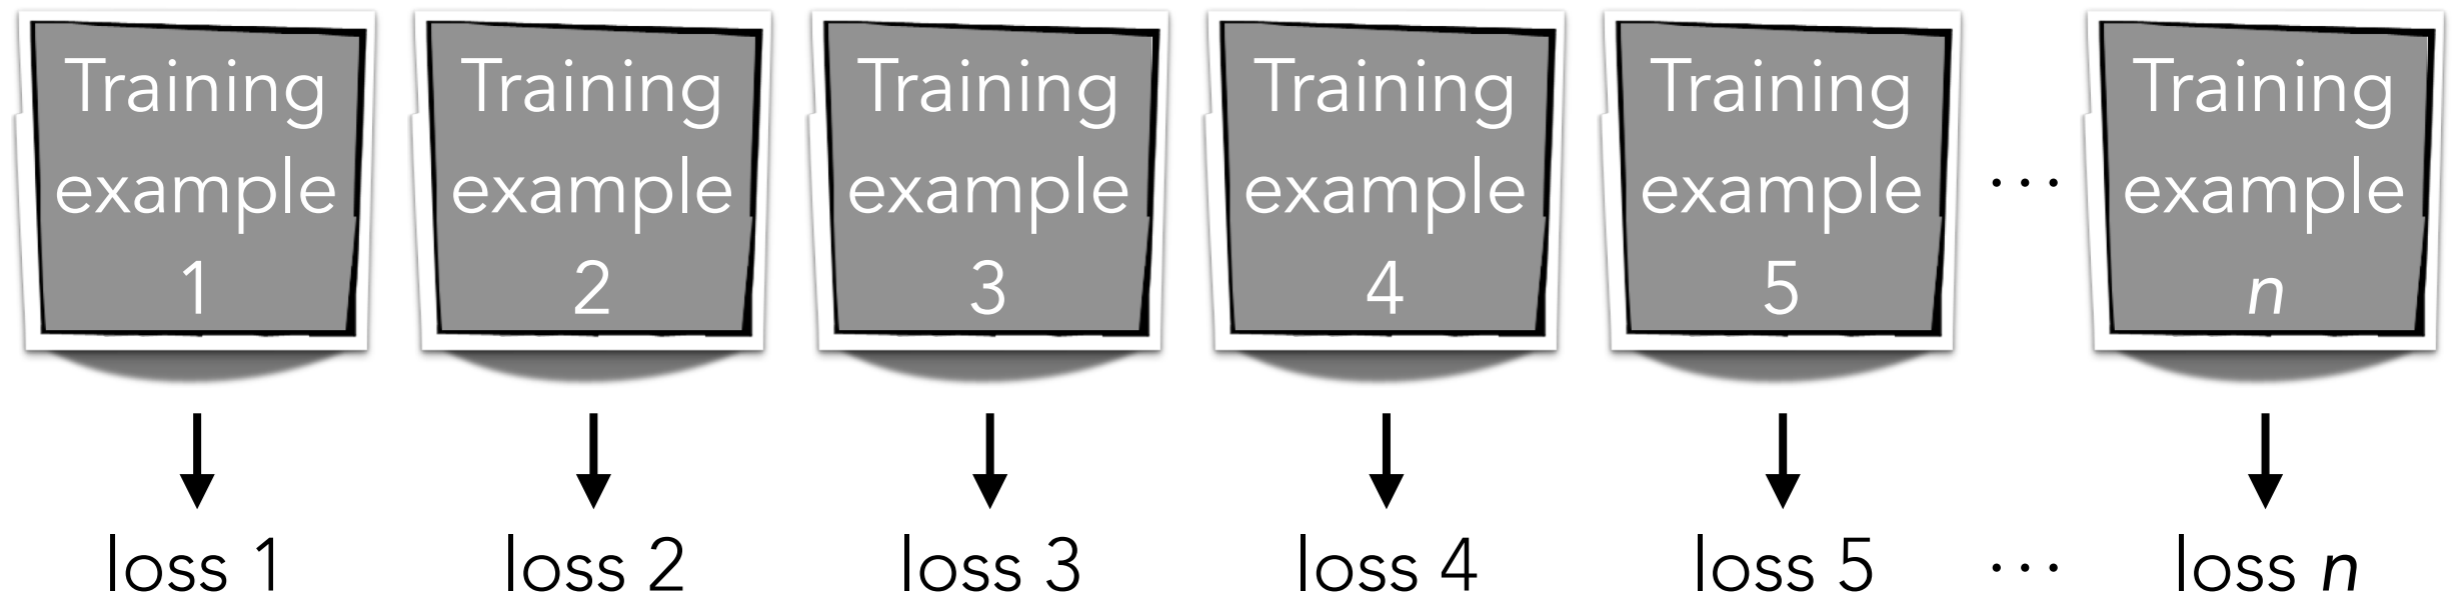 Training
example
1
Training
example
2
Training
example
3
Training
example
4
Training
example
5
...
Training
example
n
loss 1
loss 2
loss 3
loss 4
loss 5
...
loss n